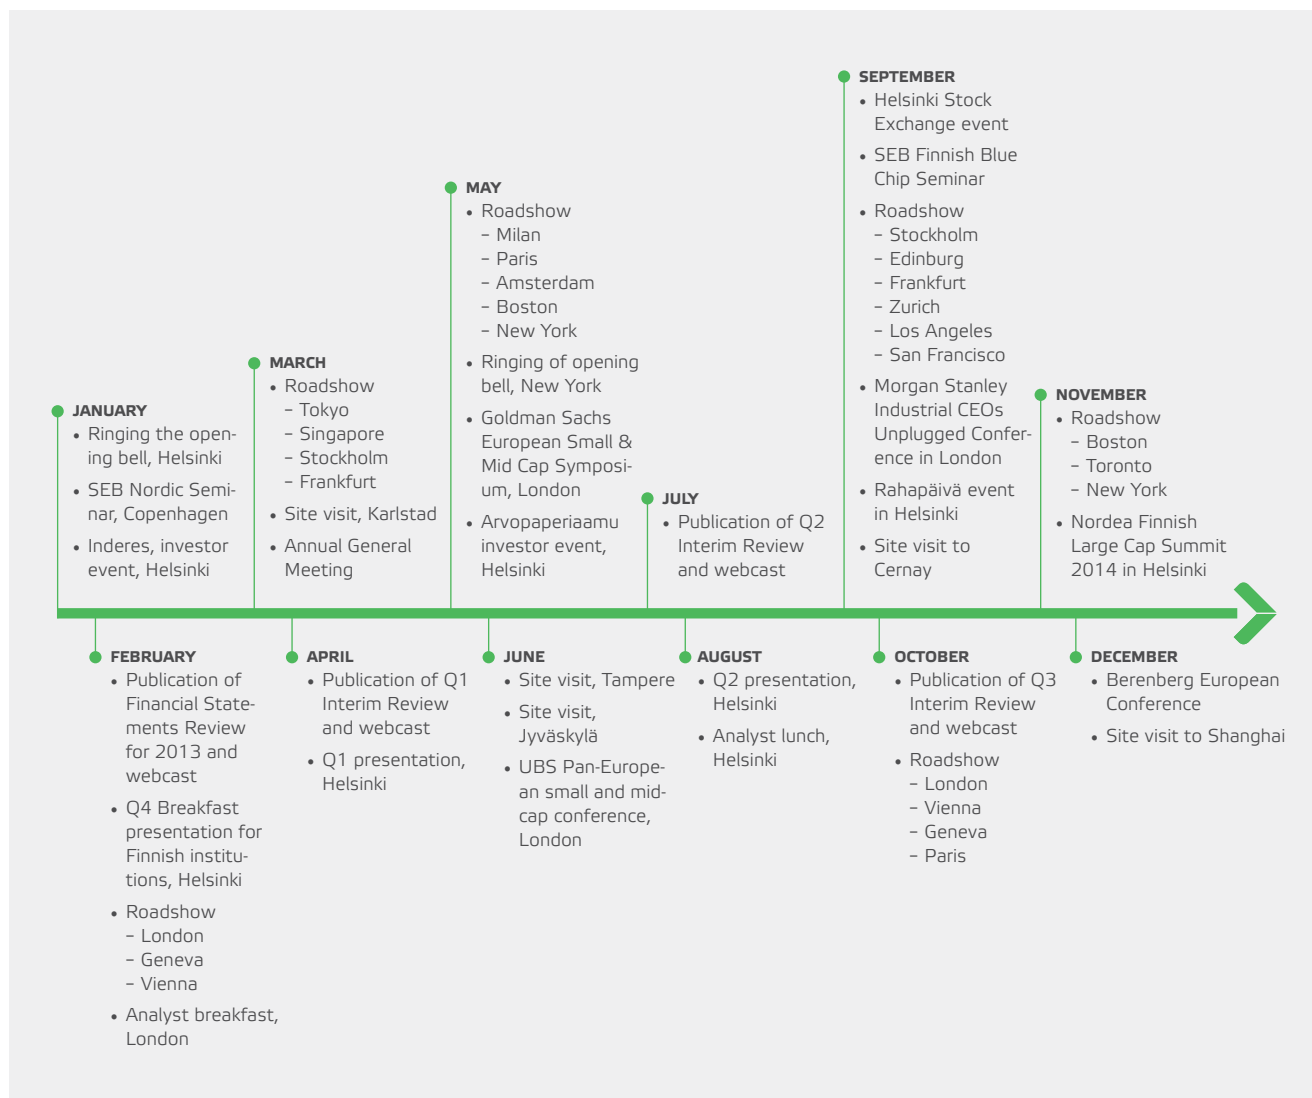 JANUARY
• Ringing the open-
ing bell, Helsinki
• SEB Nordic Semi-
nar, Copenhagen
• Inderes, investor
event, Helsinki
FEBRUARY
• Publication of
Financial State-
ments Review
for 2013 and
webcast
• Q4 Breakfast
presentation for
Finnish institu-
tions, Helsinki
• Roadshow
– London
– Geneva
– Vienna
• Analyst breakfast,
London
MARCH
• Roadshow
– Tokyo
– Singapore
– Stockholm
– Frankfurt
• Site visit, Karlstad
• Annual General
Meeting
APRIL
• Publication of Q1
Interim Review
and webcast
• Q1 presentation,
Helsinki
MAY
• Roadshow
– Milan
– Paris
– Amsterdam
– Boston
– New York
• Ringing of opening
bell, New York
• Goldman Sachs
European Small &
Mid Cap Symposi-
um, London
• Arvopaperiaamu
investor event,
Helsinki
JUNE
• Site visit, Tampere
• Site visit,
Jyväskylä
• UBS Pan-Europe-
an small and mid-
cap conference,
London
JULY
• Publication of Q2
Interim Review
and webcast
AUGUST
• Q2 presentation,
Helsinki
• Analyst lunch,
Helsinki
SEPTEMBER
• Helsinki Stock
Exchange event
• SEB Finnish Blue
Chip Seminar
• Roadshow
– Stockholm
– Edinburg
– Frankfurt
– Zurich
– Los Angeles
– San Francisco
• Morgan Stanley
Industrial CEOs
Unplugged Confer-
ence in London
• Rahapäivä event
in Helsinki
• Site visit to
Cernay
OCTOBER
• Publication of Q3
Interim Review
and webcast
• Roadshow
– London
– Vienna
– Geneva
– Paris
NOVEMBER
• Roadshow
– Boston
– Toronto
– New York
• Nordea Finnish
Large Cap Summit
2014 in Helsinki
DECEMBER
• Berenberg European
Conference
• Site visit to Shanghai